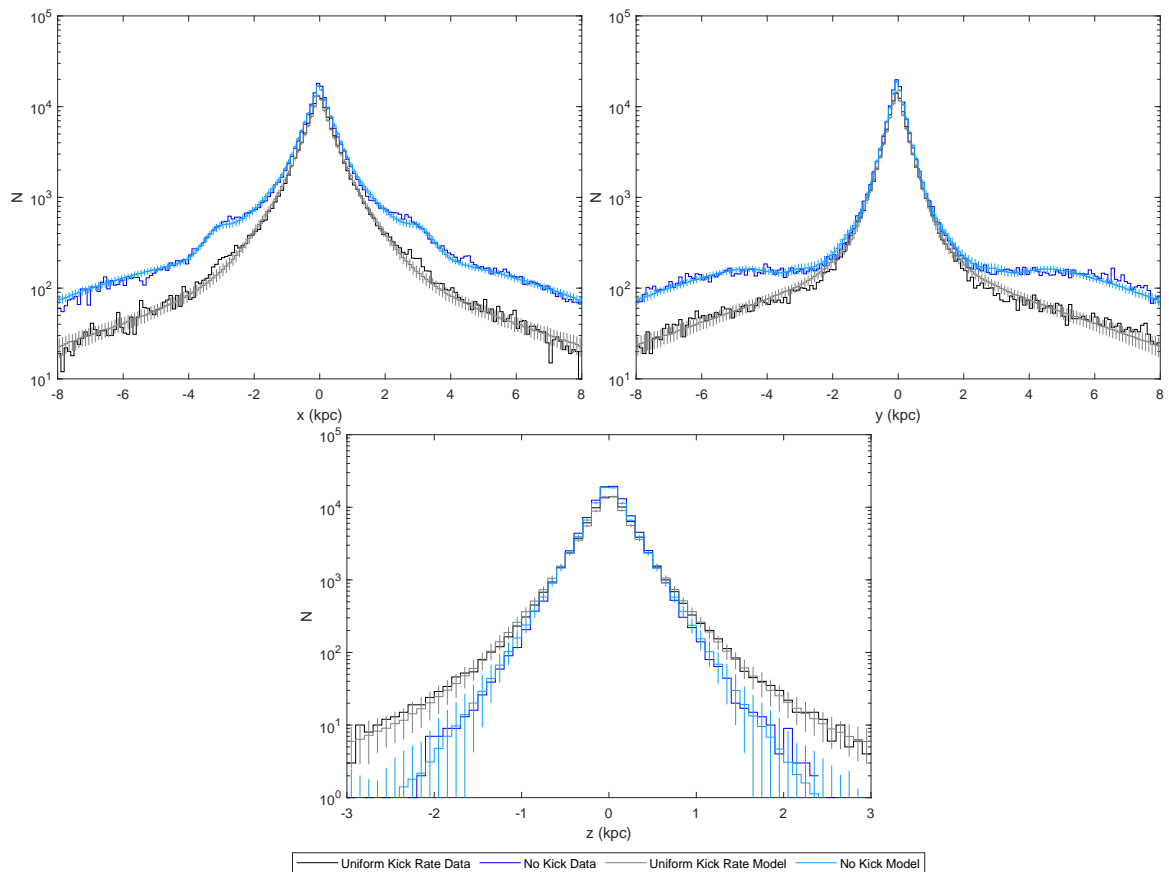 10^5
10^4
10^3
10^2
10^1
N
-8 -6 -4 -2 0 2 4 6 8
x (kpc)
10^5
10^4
10^3
10^2
10^1
N
-8 -6 -4 -2 0 2 4 6 8
y (kpc)
10^5
10^4
10^3
10^2
10^1
10^0
N
-3 -2 -1 0 1 2 3
z (kpc)
Uniform Kick Rate Data No Kick Data Uniform Kick Rate Model No Kick Model